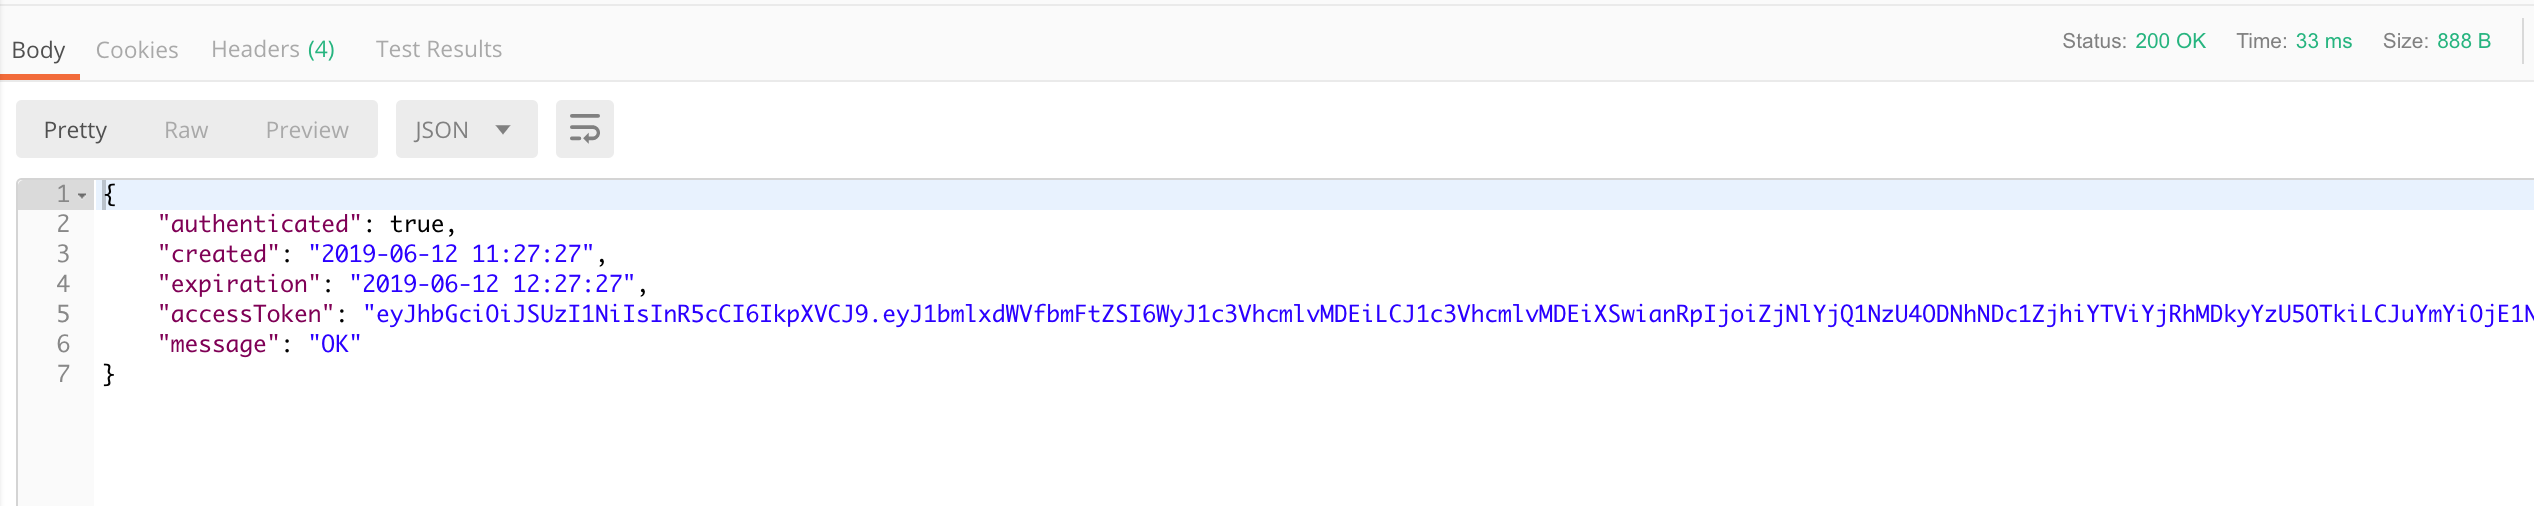 Body Cookies Headers (4) Test Results Status: 200 OK Time: 33 ms Size: 888 B
Pretty Raw Preview JSON
1 {
2 "authenticated": true,
3 "created": "2019-06-12 11:27:27",
4 "expiration": "2019-06-12 12:27:27",
5 "accessToken": "eyJhbGciOiJSUzI1NiIsInR5cCI6IkpXVCJ9.eyJ1bmlxdWVfbmFtZSI6WyJ1c3VhcmlvMDEiLCJ1c3VhcmlvMDEiXSwianRpIjoiZjNlYjQ1NzU4ODNhNDc1ZjhiYTViYjRhMDkyYzU5OTkiLCJuYmYiOjE1N
6 "message": "OK"
7 }